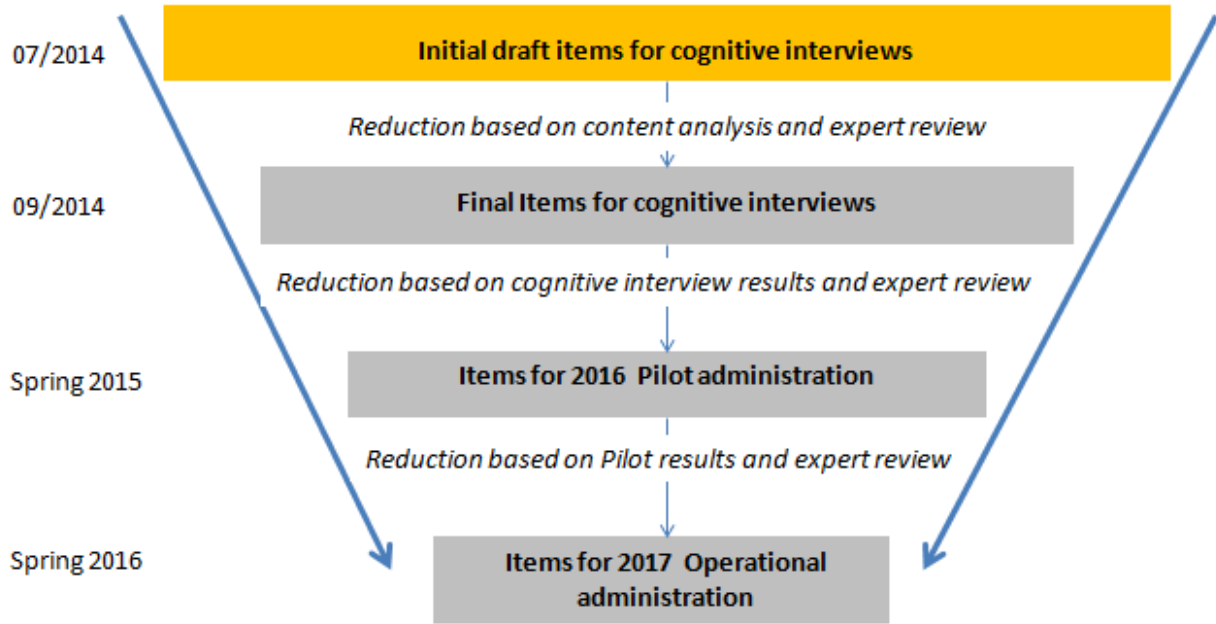 07/2014
Initial draft items for cognitive interviews
Reduction based on content analysis and expert review
09/2014
Final Items for cognitive interviews
Reduction based on cognitive interview results and expert review
Spring 2015
Items for 2016 Pilot administration
Reduction based on Pilot results and expert review
Spring 2016
Items for 2017 Operational
administration